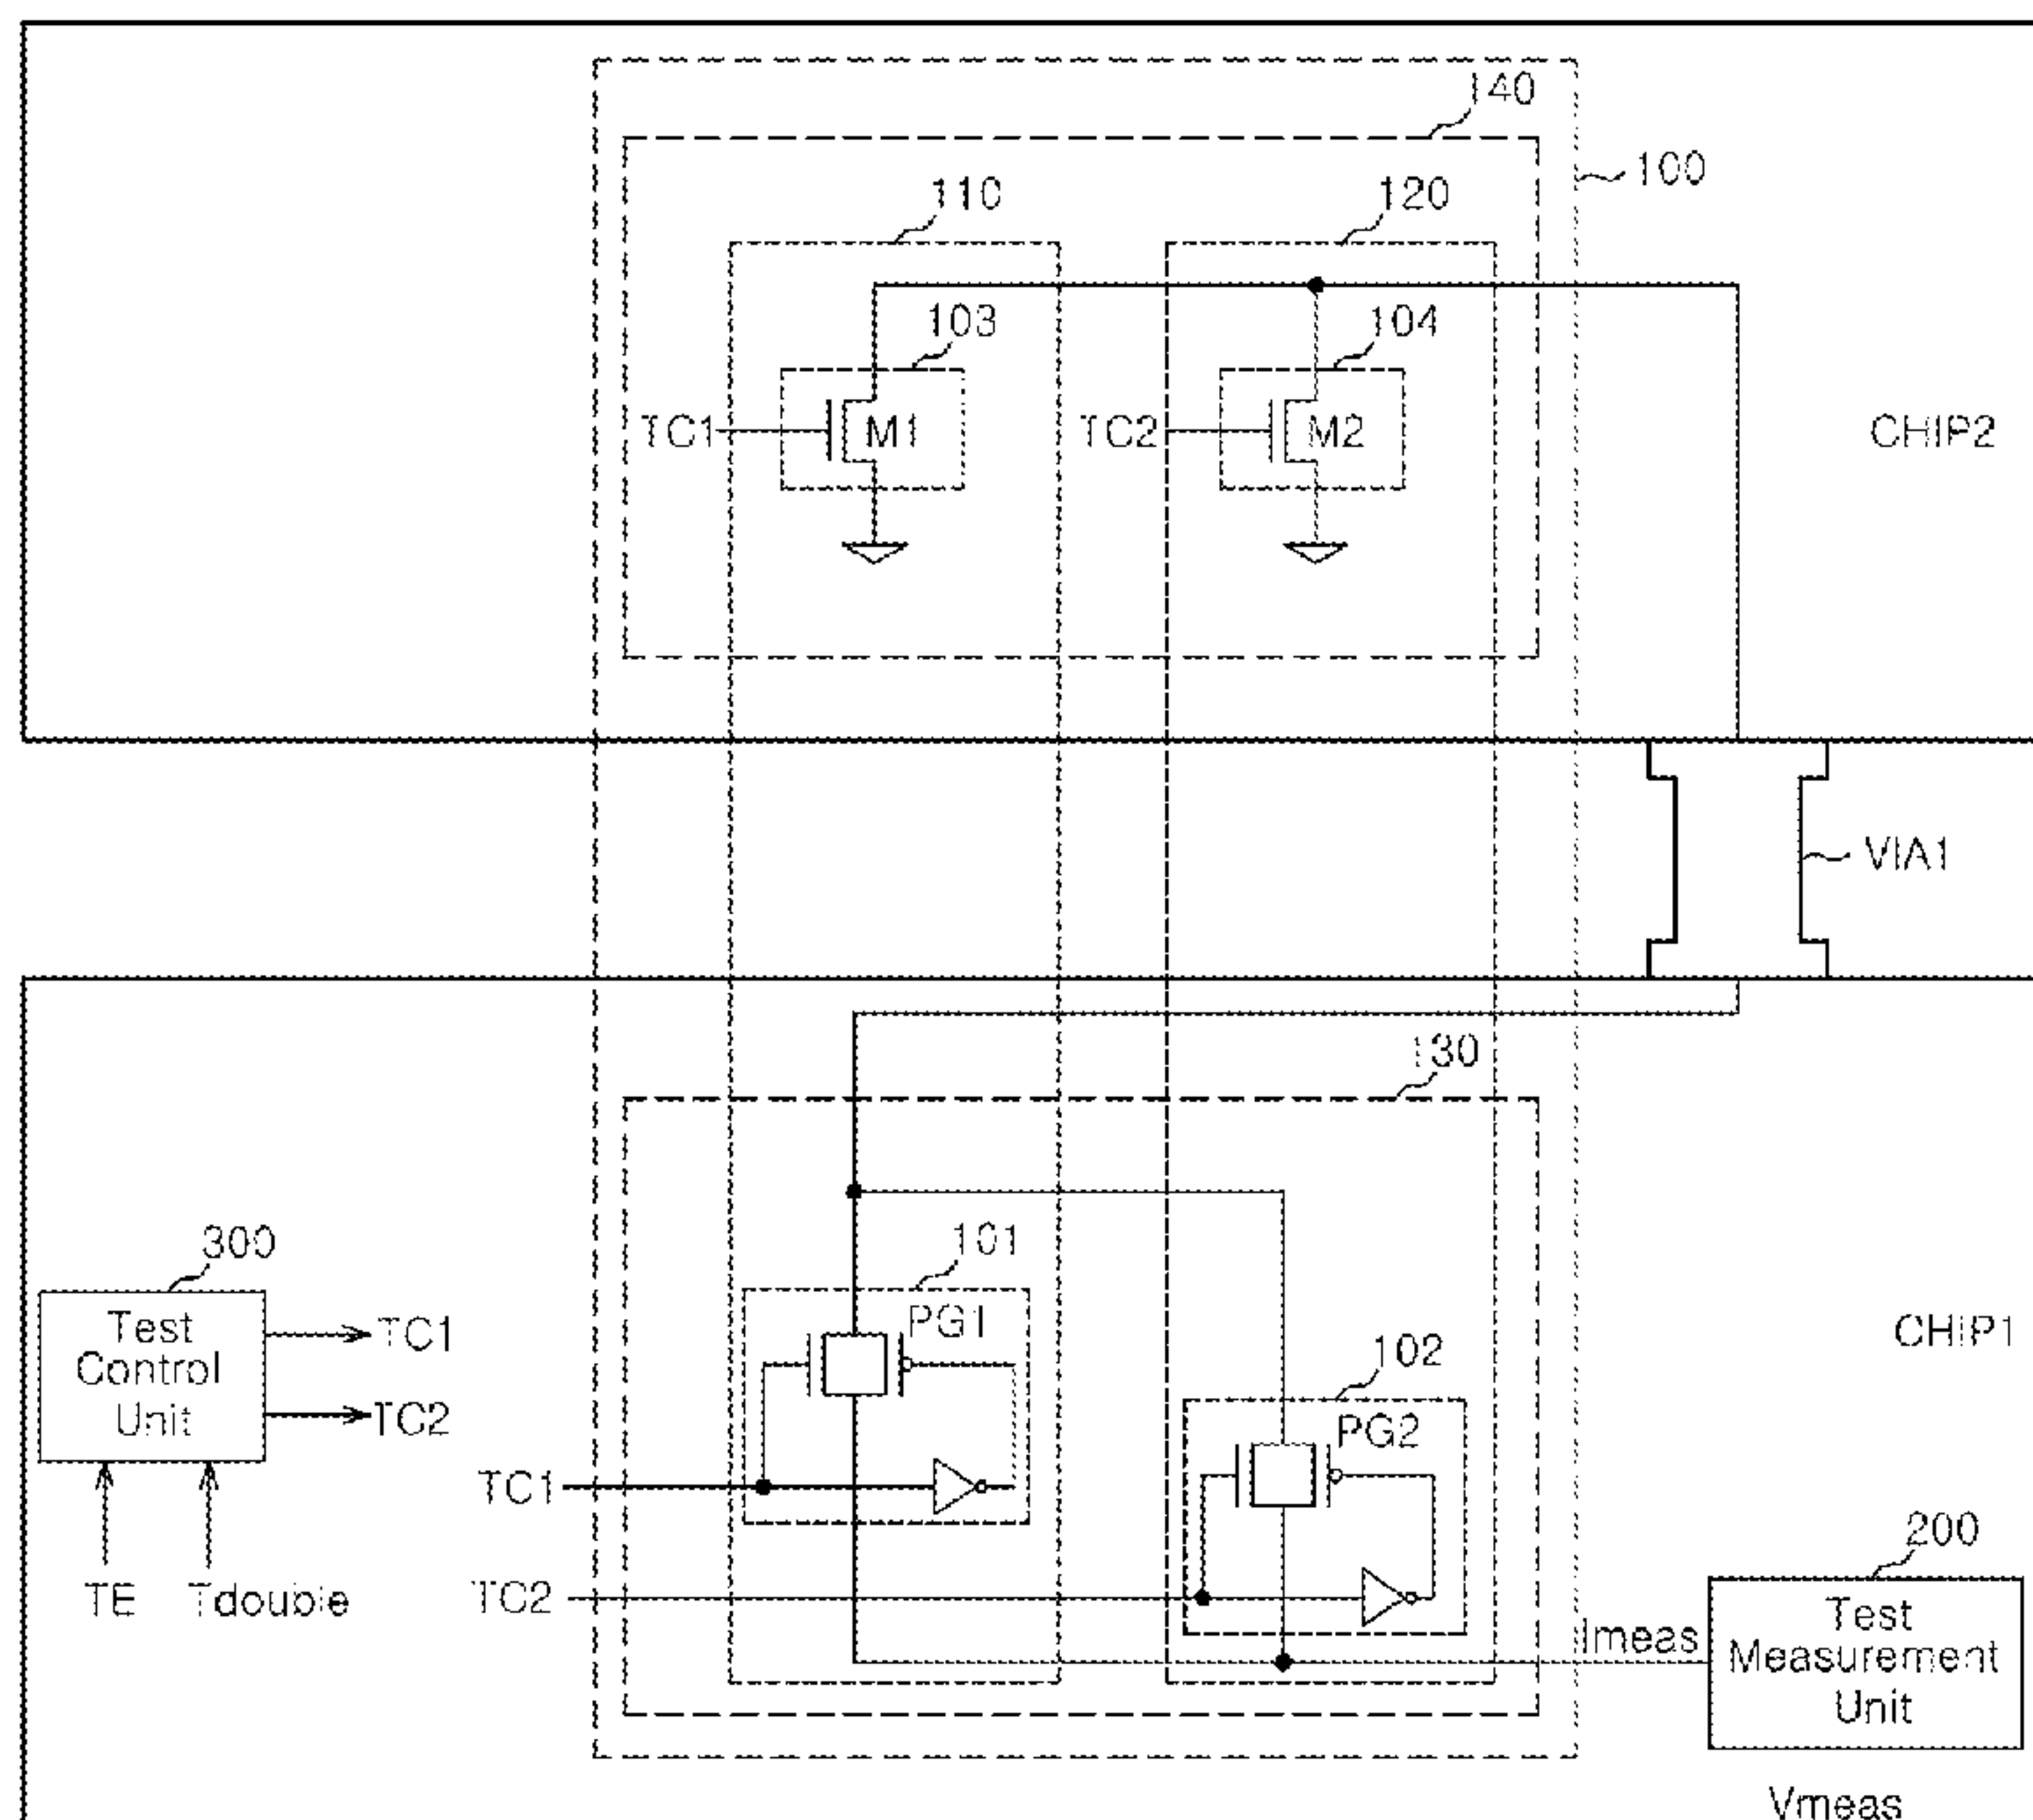 140
100
110
120
103
104
TC1
M1
TC2
M2
CHIP2
VIA1
130
300
101
Test
Control
Unit
TC1
TC2
PG1
CHIP1
102
PG2
TC1
TE
Tdouble
TC2
200
Imeas
Test
Measurement
Unit
Vmeas